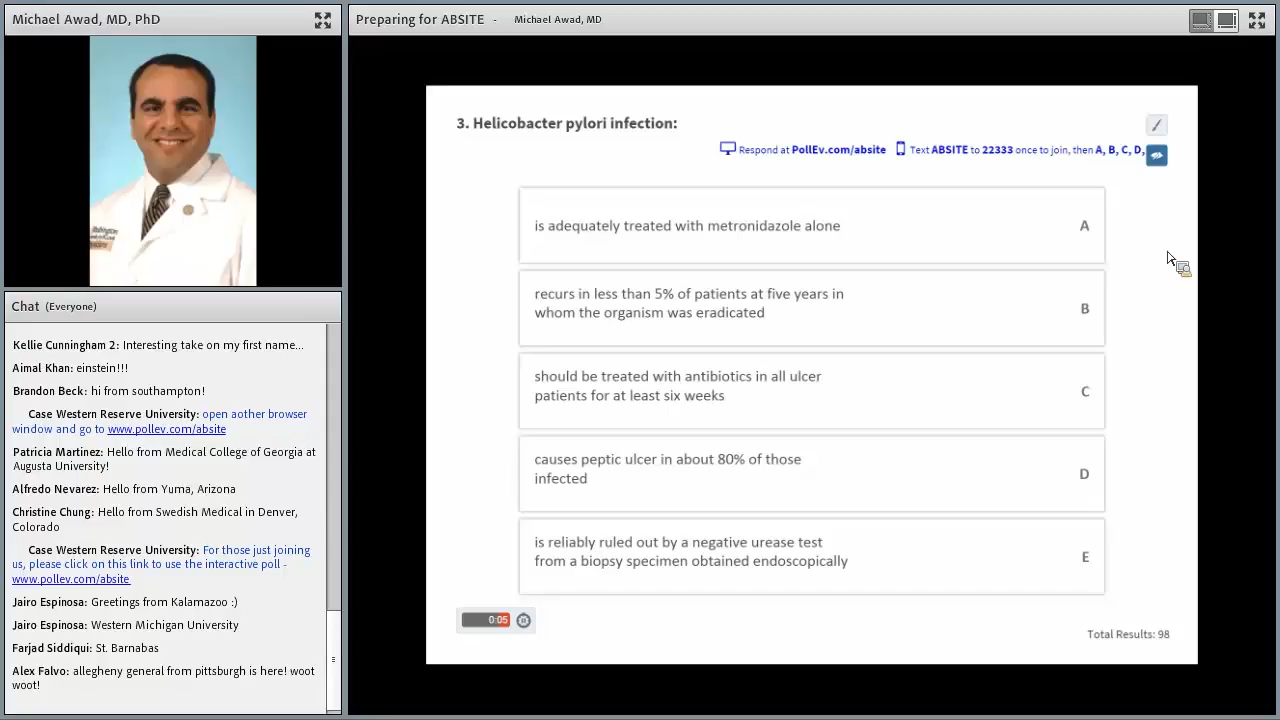 Michael Awad, MD, PhD
Preparing for ABSITE - Michael Awad, MD
3. Helicobacter pylori infection:
Respond at PollEv.com/absite Text ABSITE to 22333 once to join, then A, B, C, D,
is adequately treated with metronidazole alone A
recurs in less than 5% of patients at five years in
whom the organism was eradicated
B
should be treated with antibiotics in all ulcer
patients for at least six weeks
C
causes peptic ulcer in about 80% of those
infected
D
is reliably ruled out by a negative urease test
from a biopsy specimen obtained endoscopically
E
0:05
Total Results: 98
Chat (Everyone)
Kellie Cunningham 2: Interesting take on my first name...
Aimal Khan: einstein!!!
Brandon Beck: hi from southampton!
Case Western Reserve University: open aother browser
window and go to www.pollev.com/absite
Patricia Martinez: Hello from Medical College of Georgia at
Augusta University!
Alfredo Nevarez: Hello from Yuma, Arizona
Christine Chung: Hello from Swedish Medical in Denver,
Colorado
Case Western Reserve University: For those just joining
us, please click on this link to use the interactive poll -
www.pollev.com/absite
Jairo Espinosa: Greetings from Kalamazoo :)
Jairo Espinosa: Western Michigan University
Farjad Siddiqui: St. Barnabas
Alex Falvo: allegheny general from pittsburgh is here! woot
woot!